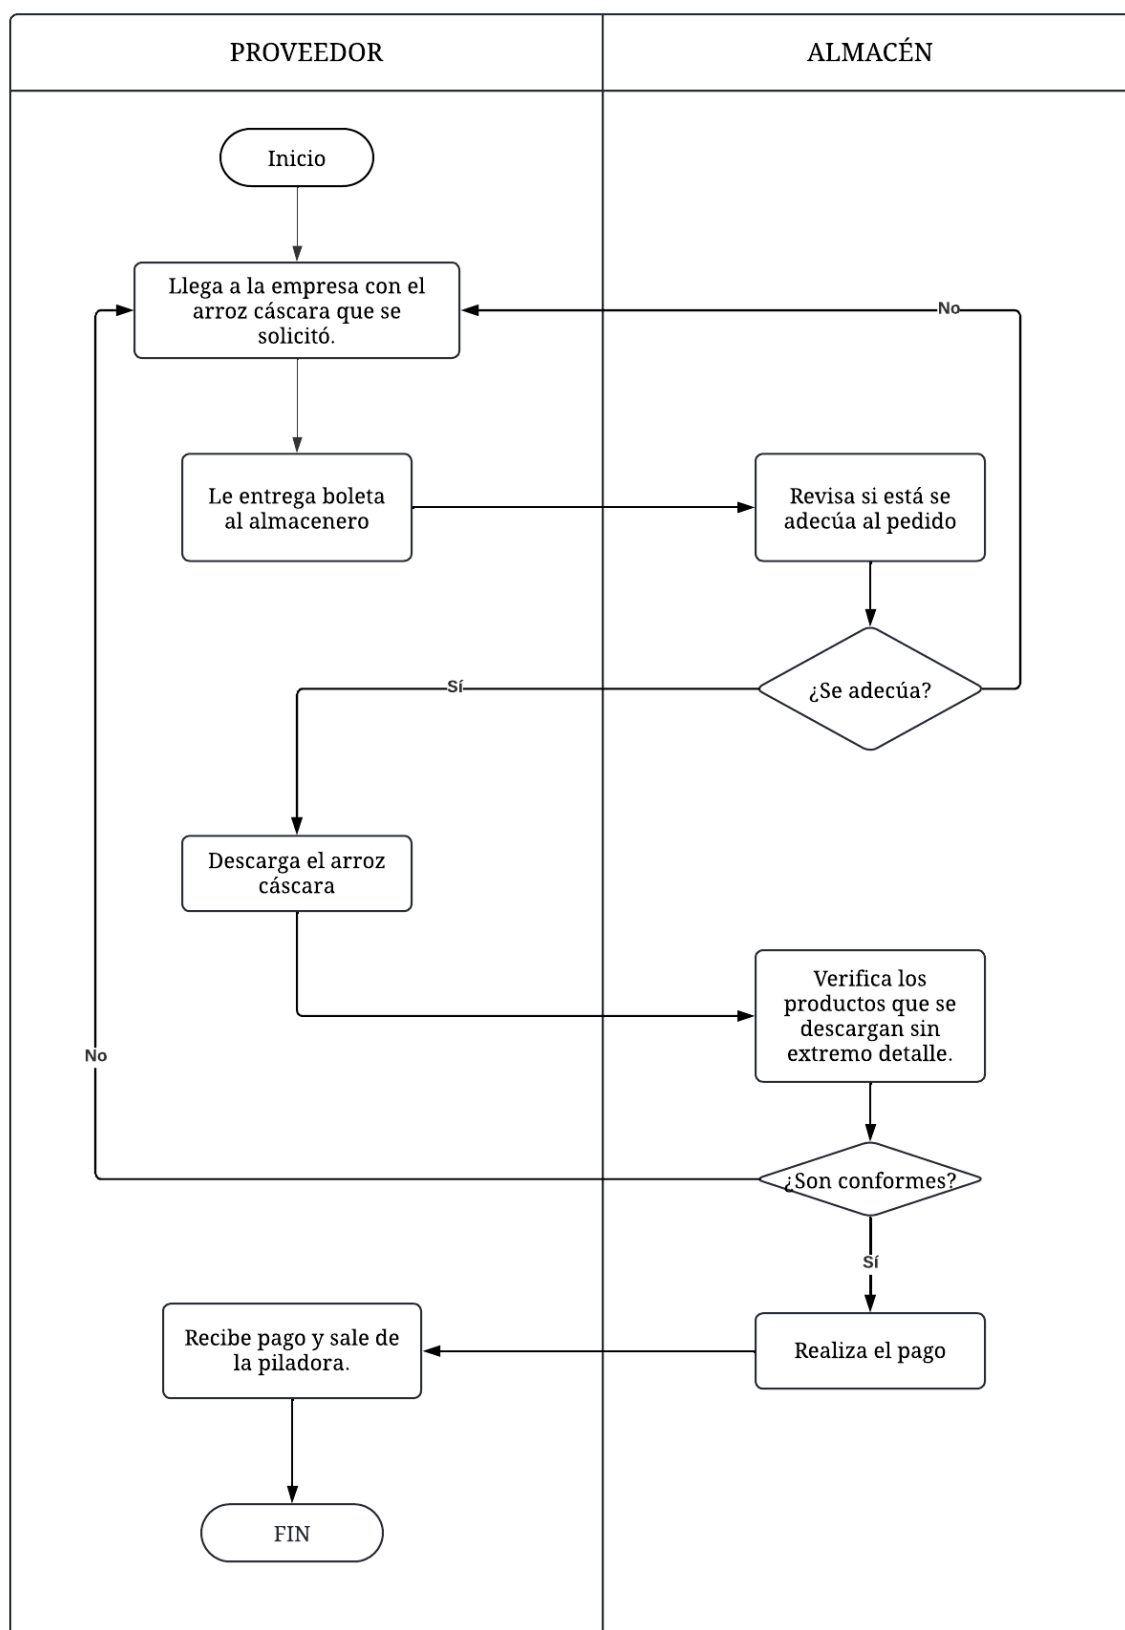 PROVEEDOR
ALMACÉN
Inicio
Llega a la empresa con el
arroz cáscara que se
solicitó.
No
Le entrega boleta
al almacenero
Revisa si está se
adecúa al pedido
¿Se adecúa?
Sí
Descarga el arroz
cáscara
Verifica los
productos que se
descargan sin
extremo detalle.
No
¿Son conformes?
Sí
Recibe pago y sale de
la piladora.
Realiza el pago
FIN